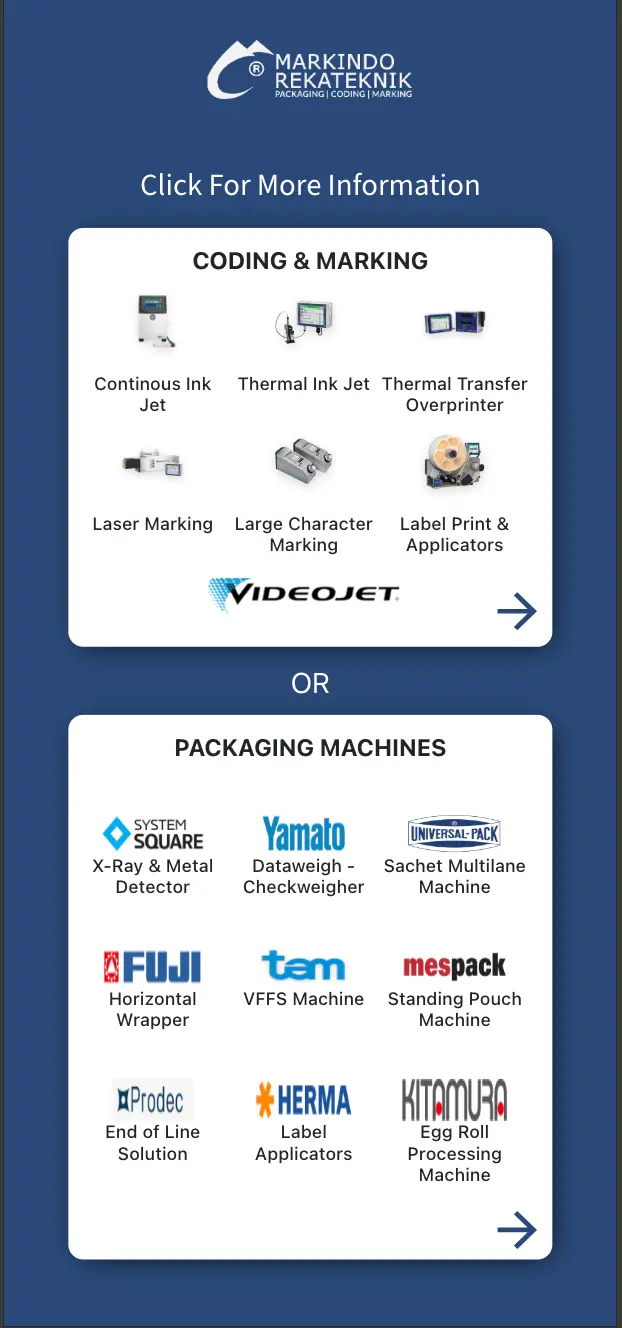 MARKINDO
REKATEKNIK
PACKAGING | CODING | MARKING
®
Click For More Information
CODING & MARKING
Continous Ink
Jet
Thermal Ink Jet
Thermal Transfer
Overprinter
Laser Marking
Large Character
Marking
Label Print &
Applicators
VIDEOJET.
OR
PACKAGING MACHINES
SYSTEM
SQUARE
X-Ray & Metal
Detector
Yamato
Dataweigh -
Checkweigher
UNIVERSAL-PACK
Sachet Multilane
Machine
FUJI
Horizontal
Wrapper
tam
VFFS Machine
mespack
Standing Pouch
Machine
Prodec
End of Line
Solution
HERMA
Label
Applicators
KITAMURA
Egg Roll
Processing
Machine